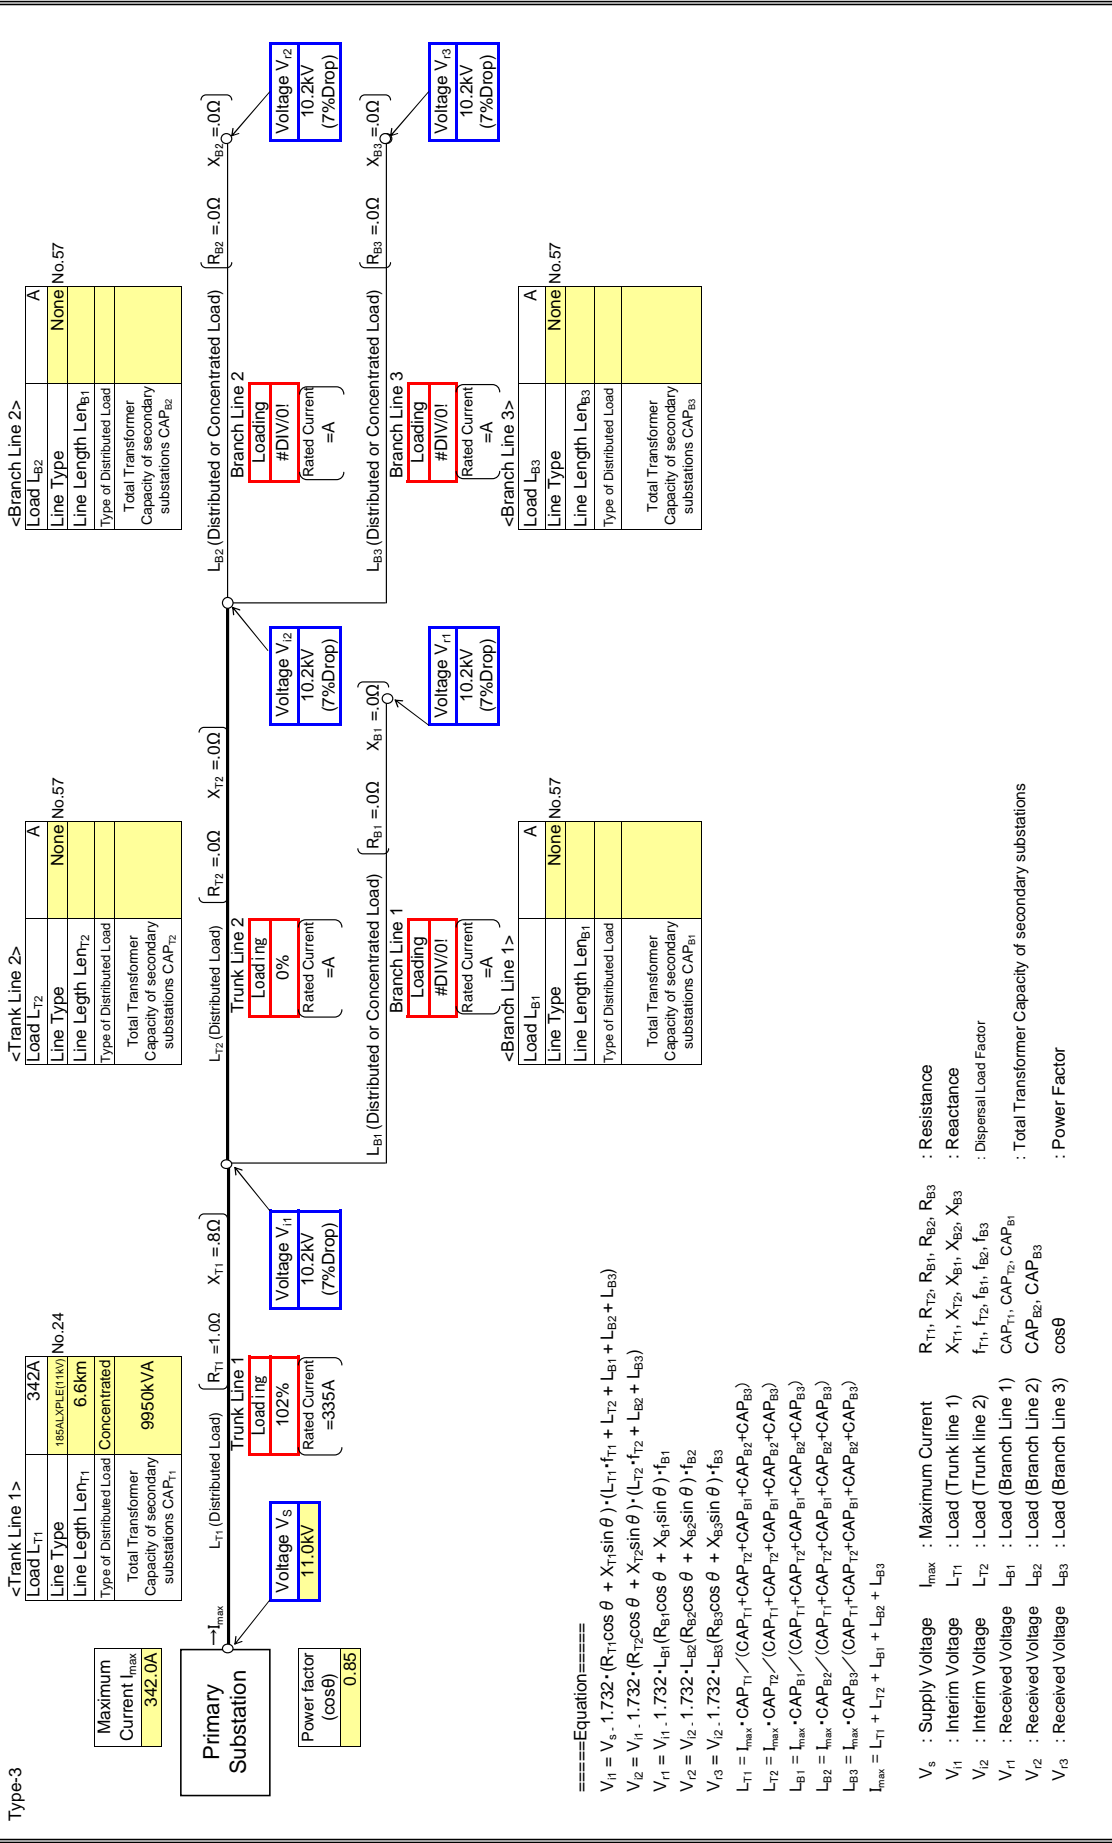 Type-3
Maximum
Current Imax
342.0A
Primary
Substation
Power factor
(cosθ)
0.85
→Imax
Voltage VS
11.0kV
<Trank Line 1>
Load LT1 342A
Line Type 185ALXPLE(11kV) No.24
Line Legth LenT1 6.6km
Type of Distributed Load Concentrated
Total Transformer
Capacity of secondary
substations CAPT1
9950kVA
LT1 (Distributed Load)
RT1 =1.0Ω XT1 =.8Ω
Trunk Line 1
Loading
102%
Rated Current
=335A
Voltage Vi1
10.2kV
(7%Drop)
<Trank Line 2>
Load LT2 A
Line Type None No.57
Line Length LenT2
Type of Distributed Load
Total Transformer
Capacity of secondary
substations CAPT2
LT2 (Distributed Load)
RT2 =.0Ω XT2 =.0Ω
Trunk Line 2
Loading
0%
Rated Current
=A
Voltage Vi2
10.2kV
(7%Drop)
LB1 (Distributed or Concentrated Load)
RB1 =.0Ω XB1 =.0Ω
Branch Line 1
Loading
#DIV/0!
Rated Current
=A
Voltage Vr1
10.2kV
(7%Drop)
<Branch Line 1>
Load LB1 A
Line Type None No.57
Line Length LenB1
Type of Distributed Load
Total Transformer
Capacity of secondary
substations CAPB1
<Branch Line 2>
Load LB2 A
Line Type None No.57
Line Length LenB1
Type of Distributed Load
Total Transformer
Capacity of secondary
substations CAPB2
LB2 (Distributed or Concentrated Load)
RB2 =.0Ω XB2 =.0Ω
Branch Line 2
Loading
#DIV/0!
Rated Current
=A
Voltage Vr2
10.2kV
(7%Drop)
LB3 (Distributed or Concentrated Load)
RB3 =.0Ω XB3 =.0Ω
Branch Line 3
Loading
#DIV/0!
Rated Current
=A
Voltage Vr3
10.2kV
(7%Drop)
<Branch Line 3>
Load LB3 A
Line Type None No.57
Line Length LenB3
Type of Distributed Load
Total Transformer
Capacity of secondary
substations CAPB3
=====Equation=====
Vi1 = Vs - 1.732・(RT1cos θ + XT1sin θ)・(LT1・fT1 + LT2 + LB1 + LB2 + LB3)
Vi2 = Vi1 - 1.732・(RT2cos θ + XT2sin θ)・(LT2・fT2 + LB2 + LB3)
Vr1 = Vi1 - 1.732・LB1(RB1cos θ + XB1sin θ)・fB1
Vr2 = Vi2 - 1.732・LB2(RB2cos θ + XB2sin θ)・fB2
Vr3 = Vi2 - 1.732・LB3(RB3cos θ + XB3sin θ)・fB3
LT1 = Imax・CAPT1／(CAPT1+CAPT2+CAPB1+CAPB2+CAPB3)
LT2 = Imax・CAPT2／(CAPT1+CAPT2+CAPB1+CAPB2+CAPB3)
LB1 = Imax・CAPB1／(CAPT1+CAPT2+CAPB1+CAPB2+CAPB3)
LB2 = Imax・CAPB2／(CAPT1+CAPT2+CAPB1+CAPB2+CAPB3)
LB3 = Imax・CAPB3／(CAPT1+CAPT2+CAPB1+CAPB2+CAPB3)
Imax = LT1 + LT2 + LB1 + LB2 + LB3
Vs : Supply Voltage Imax : Maximum Current RT1, RT2, RB1, RB2, RB3 : Resistance
Vi1 : Interim Voltage LT1 : Load (Trunk line 1) XT1, XT2, XB1, XB2, XB3 : Reactance
Vi2 : Interim Voltage LT2 : Load (Trunk line 2) fT1, fT2, fB1, fB2, fB3 : Dispersal Load Factor
Vr1 : Received Voltage LB1 : Load (Branch Line 1) CAPT1, CAPT2, CAPB1 : Total Transformer Capacity of secondary substations
Vr2 : Received Voltage LB2 : Load (Branch Line 2) CAPB2, CAPB3
Vr3 : Received Voltage LB3 : Load (Branch Line 3) cosθ : Power Factor